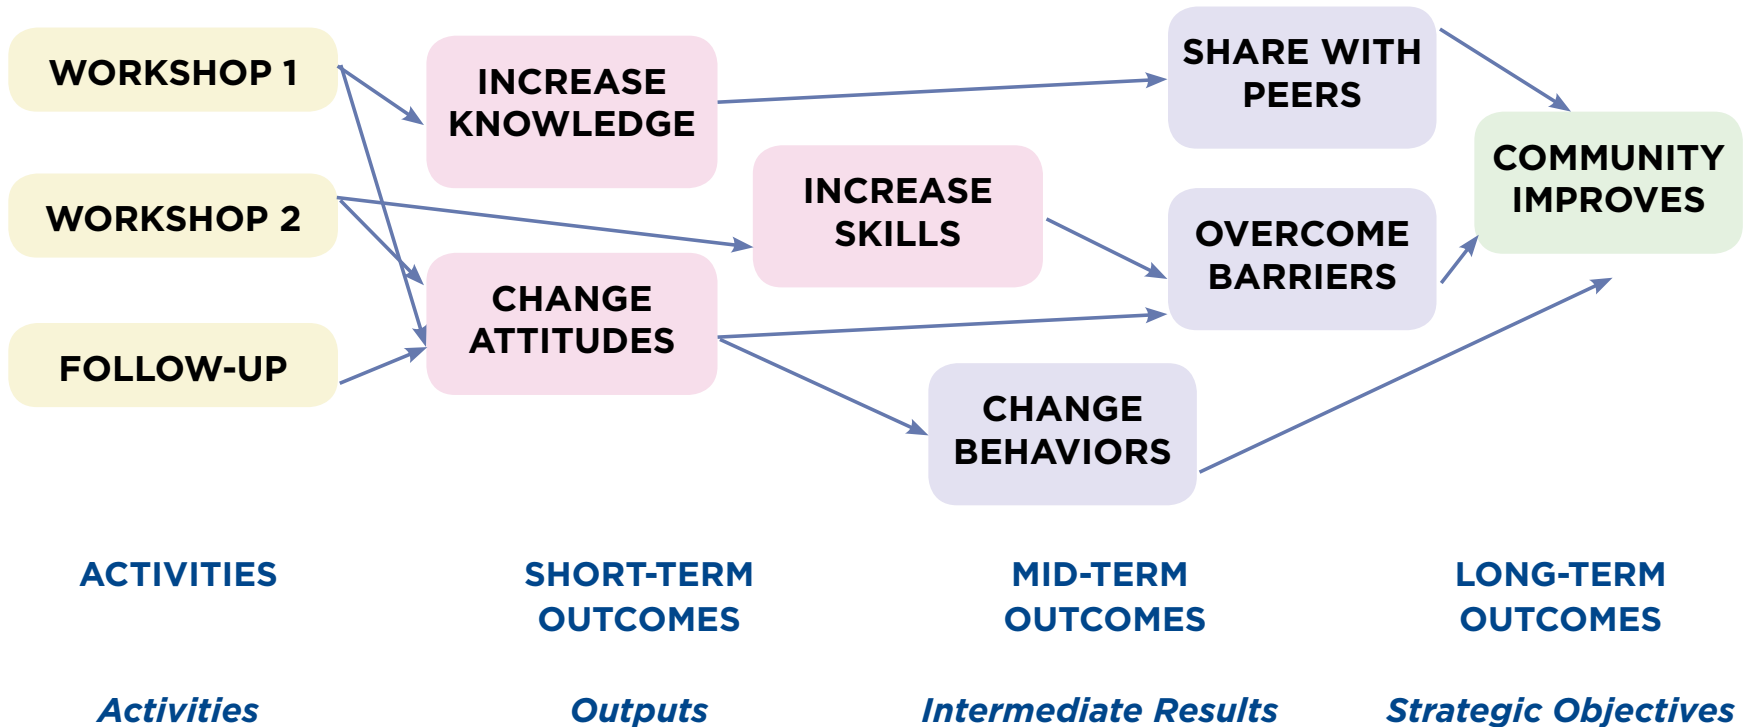 WORKSHOP 1
WORKSHOP 2
FOLLOW-UP
INCREASE
KNOWLEDGE
CHANGE
ATTITUDES
INCREASE
SKILLS
SHARE WITH
PEERS
OVERCOME
BARRIERS
CHANGE
BEHAVIORS
COMMUNITY
IMPROVES
ACTIVITIES
SHORT-TERM
OUTCOMES
MID-TERM
OUTCOMES
LONG-TERM
OUTCOMES
Activities
Outputs
Intermediate Results
Strategic Objectives